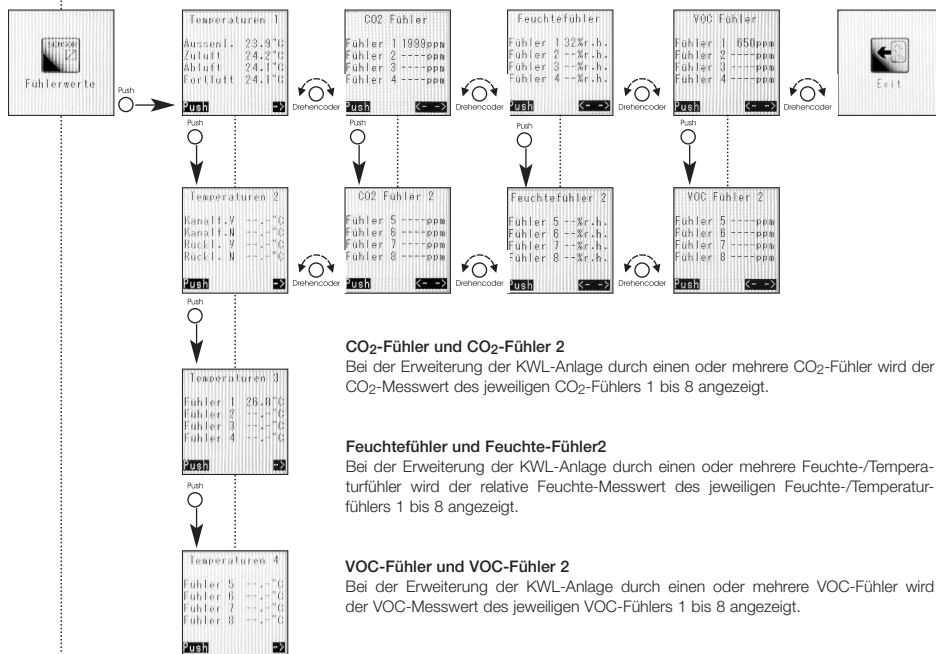 SENSOR
Fühlerwerte
Push
Temperaturen 1
Aussenl. 23.9°C
Zuluft 24.2°C
Abluft 24.1°C
Fortluft 24.1°C
Push ->
Drehencoder
CO2 Fühler
Fühler 1 1999ppm
Fühler 2 ----ppm
Fühler 3 ----ppm
Fühler 4 ----ppm
Push <- ->
Drehencoder
Feuchtefühler
Fühler 1 32%r.h.
Fühler 2 --%r.h.
Fühler 3 --%r.h.
Fühler 4 --%r.h.
Push <- ->
Drehencoder
VOC Fühler
Fühler 1 650ppm
Fühler 2 ----ppm
Fühler 3 ----ppm
Fühler 4 ----ppm
Push <- ->
Drehencoder
Exit
Push
Push
Push
Temperaturen 2
Kanalf.V --.-°C
Kanalf.N --.-°C
Rückl. V --.-°C
Rückl. N --.-°C
Push ->
Drehencoder
CO2 Fühler 2
Fühler 5 ----ppm
Fühler 6 ----ppm
Fühler 7 ----ppm
Fühler 8 ----ppm
Push <- ->
Drehencoder
Feuchtefühler 2
Fühler 5 --%r.h.
Fühler 6 --%r.h.
Fühler 7 --%r.h.
Fühler 8 --%r.h.
Push <- ->
Drehencoder
VOC Fühler 2
Fühler 5 ----ppm
Fühler 6 ----ppm
Fühler 7 ----ppm
Fühler 8 ----ppm
Push <- ->
Push
Temperaturen 3
Fühler 1 26.8°C
Fühler 2 --.-°C
Fühler 3 --.-°C
Fühler 4 --.-°C
Push ->
Push
Temperaturen 4
Fühler 5 --.-°C
Fühler 6 --.-°C
Fühler 7 --.-°C
Fühler 8 --.-°C
Push ->
CO2-Fühler und CO2-Fühler 2
Bei der Erweiterung der KWL-Anlage durch einen oder mehrere CO2-Fühler wird der
CO2-Messwert des jeweiligen CO2-Fühlers 1 bis 8 angezeigt.
Feuchtefühler und Feuchte-Fühler2
Bei der Erweiterung der KWL-Anlage durch einen oder mehrere Feuchte-/Tempera-
turfühler wird der relative Feuchte-Messwert des jeweiligen Feuchte-/Temperatur-
fühlers 1 bis 8 angezeigt.
VOC-Fühler und VOC-Fühler 2
Bei der Erweiterung der KWL-Anlage durch einen oder mehrere VOC-Fühler wird
der VOC-Messwert des jeweiligen VOC-Fühlers 1 bis 8 angezeigt.